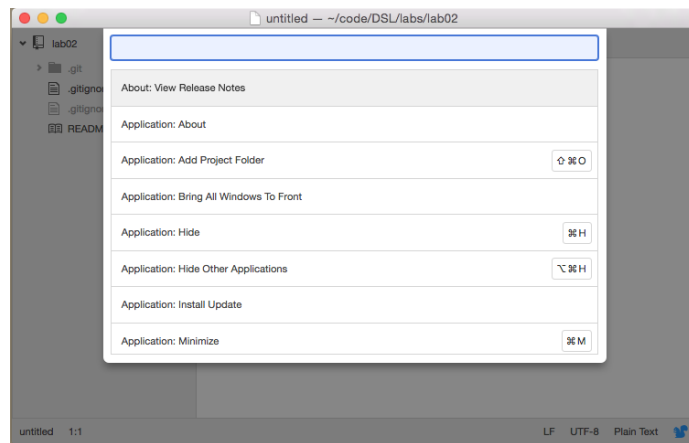 untitled — ~/code/DSL/labs/lab02
lab02
.git
.gitigno
.gitigno
READM
About: View Release Notes
Application: About
Application: Add Project Folder ⇧⌘O
Application: Bring All Windows To Front
Application: Hide ⌘H
Application: Hide Other Applications ⌥⌘H
Application: Install Update
Application: Minimize ⌘M
untitled 1:1 LF UTF-8 Plain Text